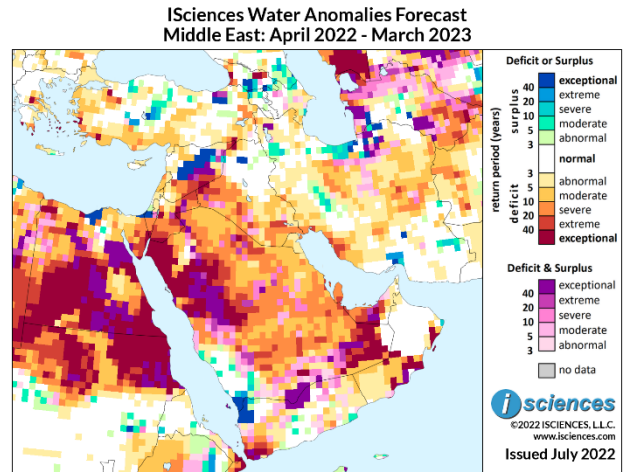 ISciences Water Anomalies Forecast
Middle East: April 2022 - March 2023
Deficit or Surplus
return period (years)
surplus
deficit
exceptional
40
extreme
20
severe
10
moderate
5
abnormal
3
normal
3
abnormal
5
moderate
10
severe
20
extreme
40
exceptional
Deficit & Surplus
exceptional
40
extreme
20
severe
10
moderate
5
abnormal
3
no data
i sciences
©2022 ISCIENCES, L.L.C.
www.isciences.com
Issued July 2022